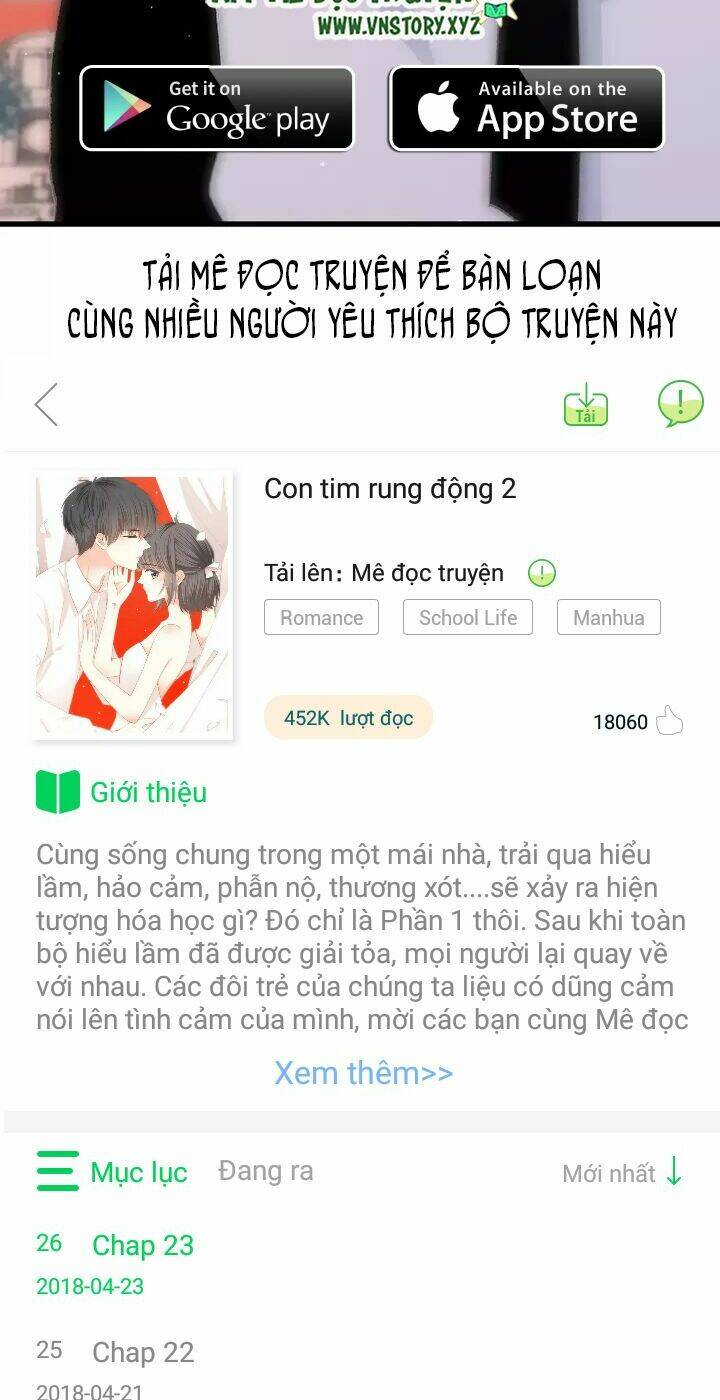 WWW.VNSTORY.XYZ
Get it on
Google play
Available on the
App Store
TẢI MÊ ĐỌC TRUYỆN ĐỂ BÀN LOẠN
CÙNG NHIỀU NGƯỜI YÊU THÍCH BỘ TRUYỆN NÀY
Tải
Con tim rung động 2
Tải lên: Mê đọc truyện
Romance School Life Manhua
452K lượt đọc 18060
Giới thiệu
Cùng sống chung trong một mái nhà, trải qua hiểu
lầm, hảo cảm, phẫn nộ, thương xót....sẽ xảy ra hiện
tượng hóa học gì? Đó chỉ là Phần 1 thôi. Sau khi toàn
bộ hiểu lầm đã được giải tỏa, mọi người lại quay về
với nhau. Các đôi trẻ của chúng ta liệu có dũng cảm
nói lên tình cảm của mình, mời các bạn cùng Mê đọc
Xem thêm>>
Mục lục Đang ra Mới nhất
26 Chap 23
2018-04-23
25 Chap 22
2018-04-21